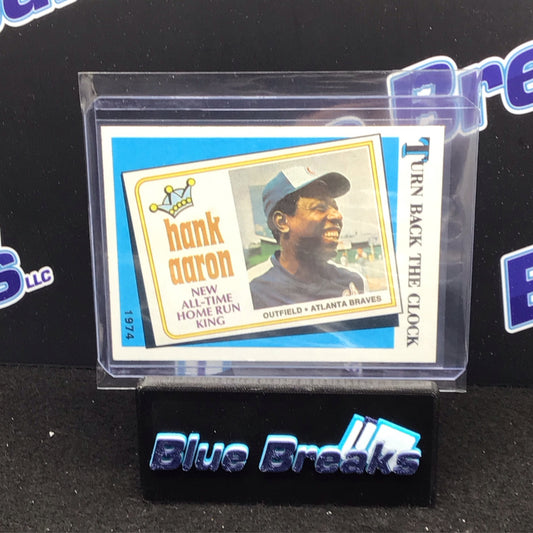 Brea
LLC
TURN BACK THE CLOCK
hank
aaron
NEW
ALL-TIME
HOME RUN
KING
OUTFIELD • ATLANTA BRAVES
1974
Blue Breaks